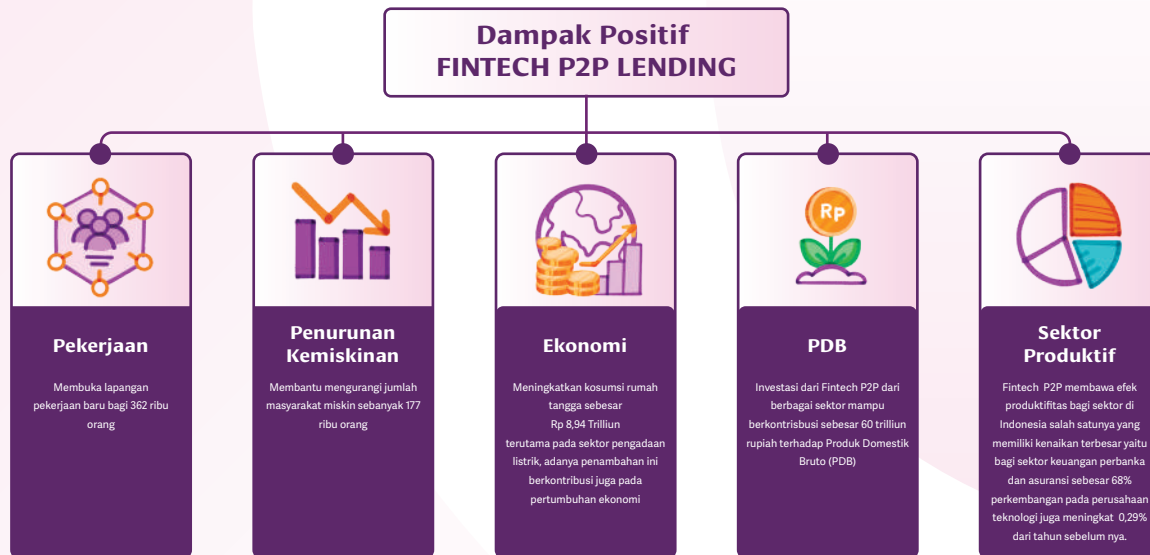 Dampak Positif
FINTECH P2P LENDING
Pekerjaan
Membuka lapangan
pekerjaan baru bagi 362 ribu
orang
Penurunan
Kemiskinan
Membantu mengurangi jumlah
masyarakat miskin sebanyak 177
ribu orang
Ekonomi
Meningkatkan kosumsi rumah
tangga sebesar
Rp 8,94 Trilliun
terutama pada sektor pengadaan
listrik, adanya penambahan ini
berkontribusi juga pada
pertumbuhan ekonomi
RP
PDB
Investasi dari Fintech P2P dari
berbagai sektor mampu
berkontrisbusi sebesar 60 trilliun
rupiah terhadap Produk Domestik
Bruto (PDB)
Sektor
Produktif
Fintech P2P membawa efek
produktifitas bagi sektor di
Indonesia salah satunya yang
memiliki kenaikan terbesar yaitu
bagi sektor keuangan perbanka
dan asuransi sebesar 68%
perkembangan pada perusahaan
teknologi juga meningkat 0,29%
dari tahun sebelum nya.